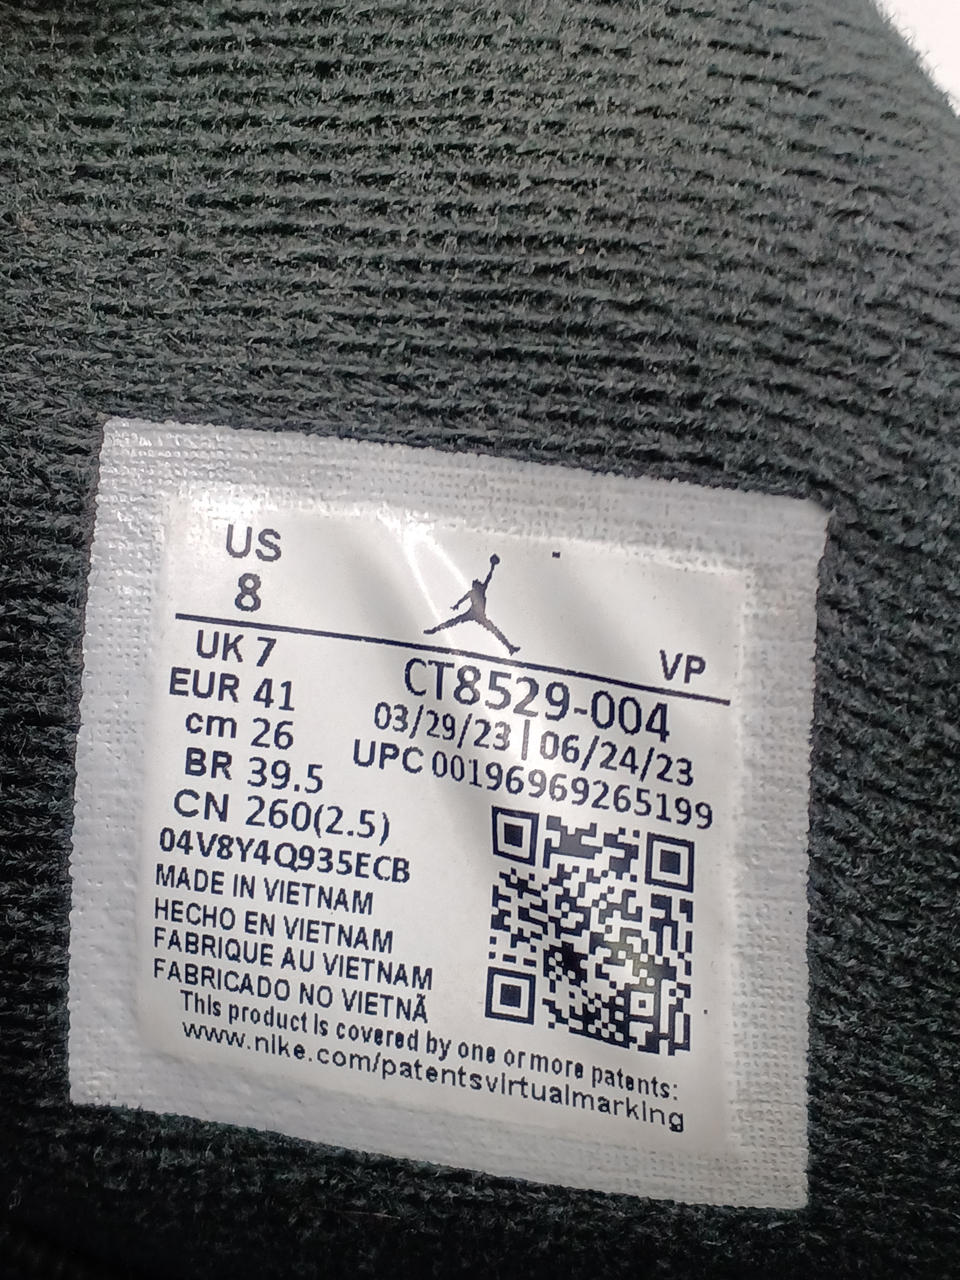 US
8
VP
UK 7
EUR 41
cm 26
BR 39.5
CN 260(2.5)
CT8529-004
03/29/23 | 06/24/23
UPC 00196969265199
04V8Y4Q935ECB
MADE IN VIETNAM
HECHO EN VIETNAM
FABRIQUE AU VIETNAM
FABRICADO NO VIETNÃ
This product is covered by one or more patents:
www.nike.com/patentsvirtualmarking